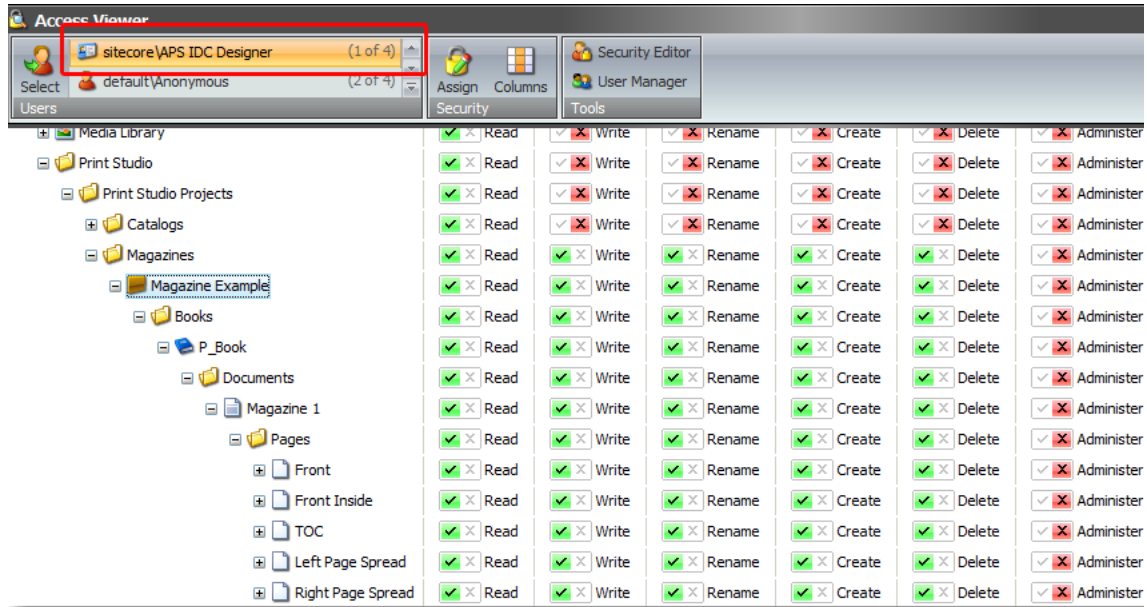 Access Viewer
sitecore\APS IDC Designer (1 of 4)
default\Anonymous (2 of 4)
Select
Users
Assign Columns
Security
Security Editor
User Manager
Tools
Media Library Read Write Rename Create Delete Administer
Print Studio Read Write Rename Create Delete Administer
Print Studio Projects Read Write Rename Create Delete Administer
Catalogs Read Write Rename Create Delete Administer
Magazines Read Write Rename Create Delete Administer
Magazine Example Read Write Rename Create Delete Administer
Books Read Write Rename Create Delete Administer
P_Book Read Write Rename Create Delete Administer
Documents Read Write Rename Create Delete Administer
Magazine 1 Read Write Rename Create Delete Administer
Pages Read Write Rename Create Delete Administer
Front Read Write Rename Create Delete Administer
Front Inside Read Write Rename Create Delete Administer
TOC Read Write Rename Create Delete Administer
Left Page Spread Read Write Rename Create Delete Administer
Right Page Spread Read Write Rename Create Delete Administer